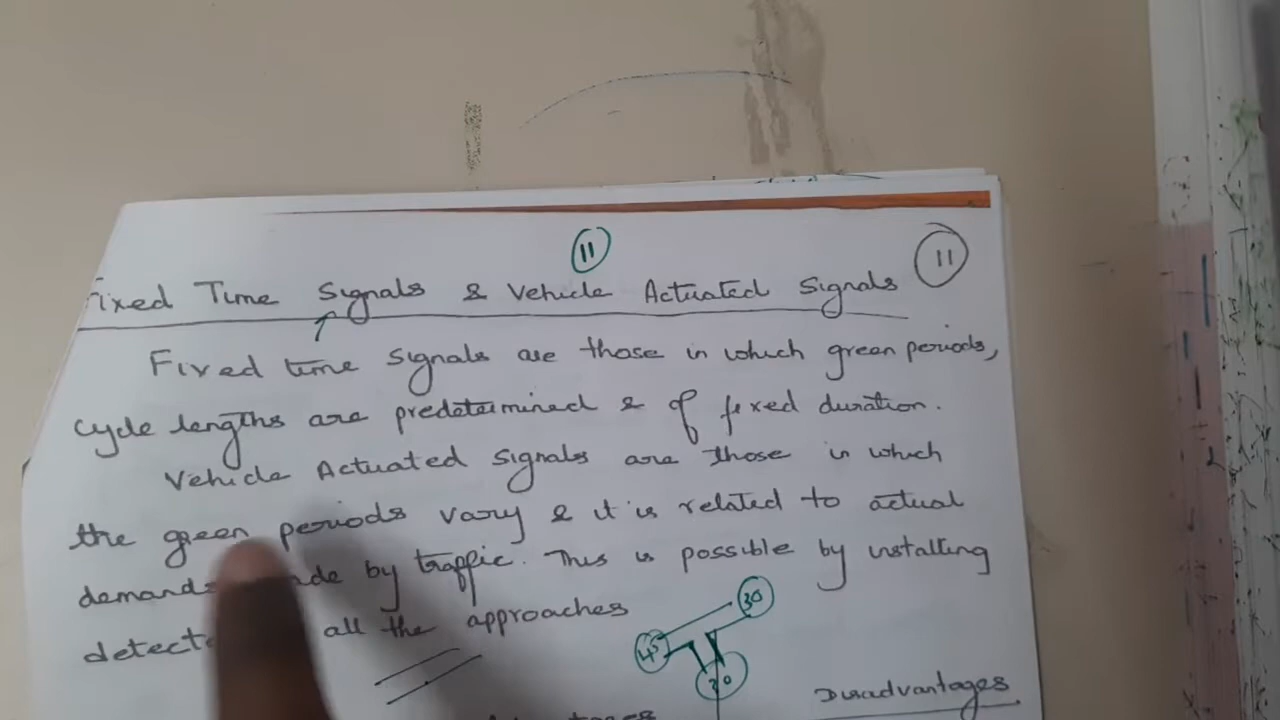 11
11
Fixed Time Signals & Vehicle Actuated Signals
Fixed time signals are those in which green periods,
cycle lengths are predetermined & of fixed duration.
Vehicle Actuated signals are those in which
the green periods vary & it is related to actual
demands by traffic. This is possible by installing
all the approaches
30
45
Disadvantages